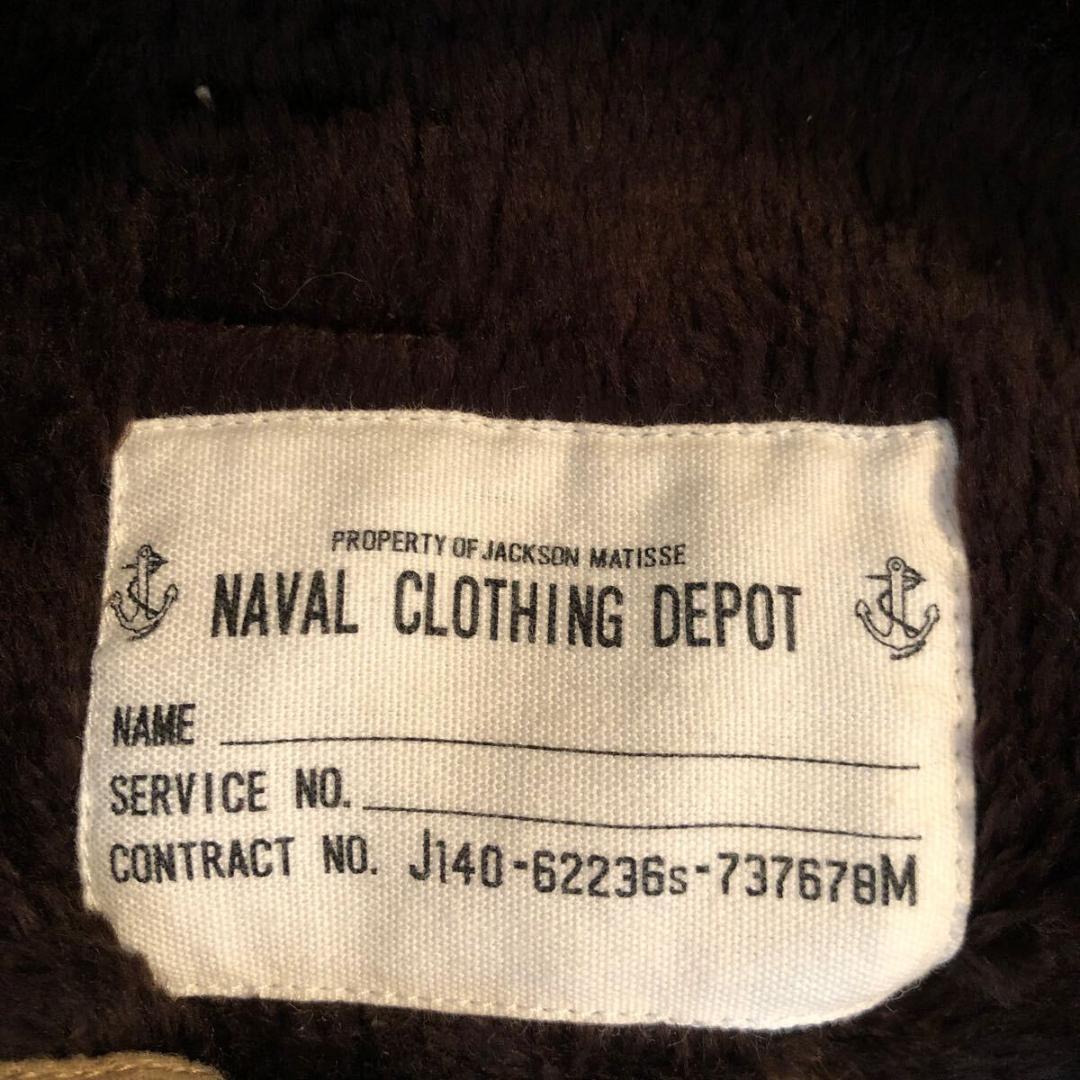 PROPERTY OF JACKSON MATISSE
NAVAL CLOTHING DEPOT
NAME
SERVICE NO.
CONTRACT NO. J140-62236s-737678M